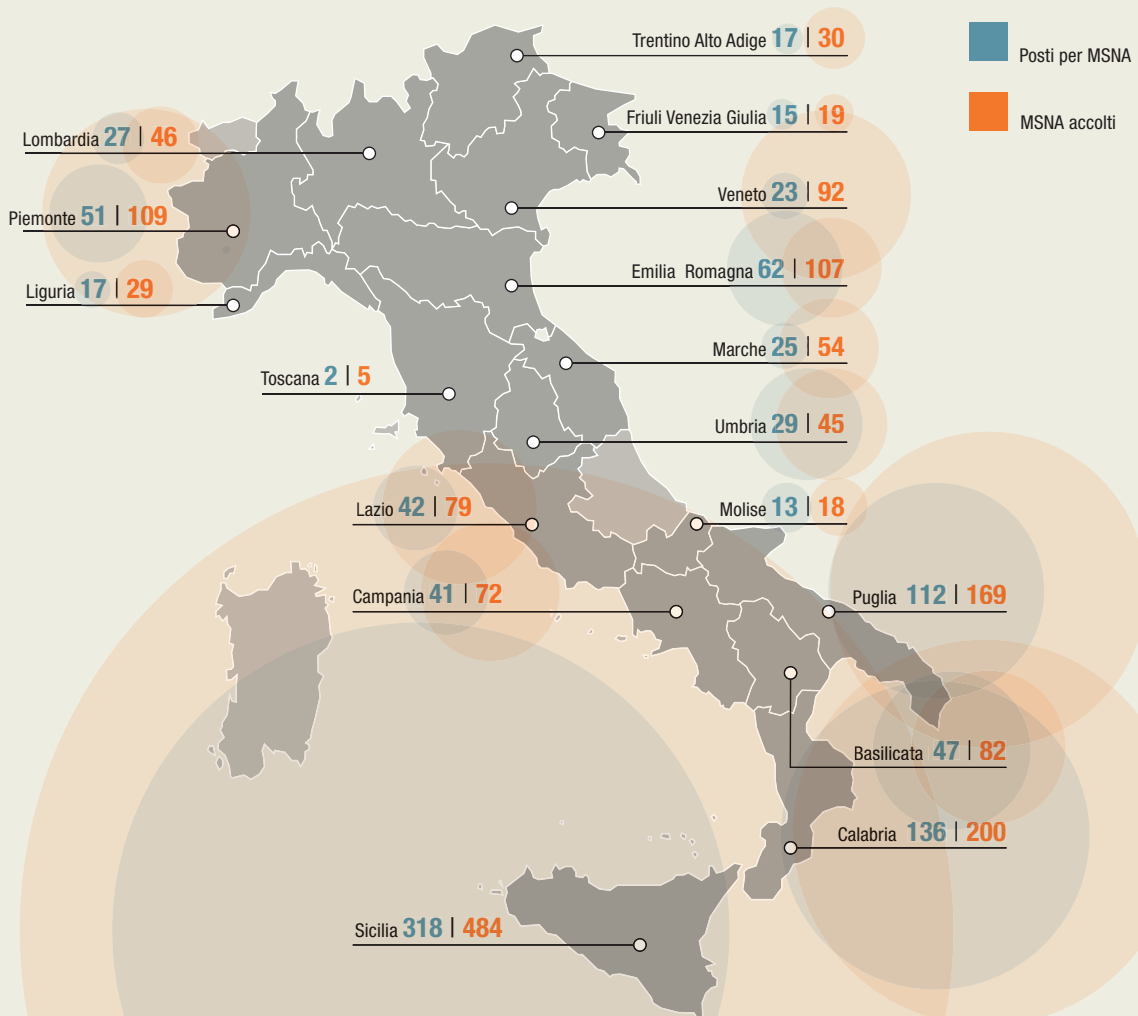 Trentino Alto Adige 17 | 30
Posti per MSNA
Friuli Venezia Giulia 15 | 19
MSNA accolti
Lombardia 27 | 46
Veneto 23 | 92
Piemonte 51 | 109
Emilia Romagna 62 | 107
Liguria 17 | 29
Marche 25 | 54
Toscana 2 | 5
Umbria 29 | 45
Lazio 42 | 79
Molise 13 | 18
Campania 41 | 72
Puglia 112 | 169
Basilicata 47 | 82
Calabria 136 | 200
Sicilia 318 | 484